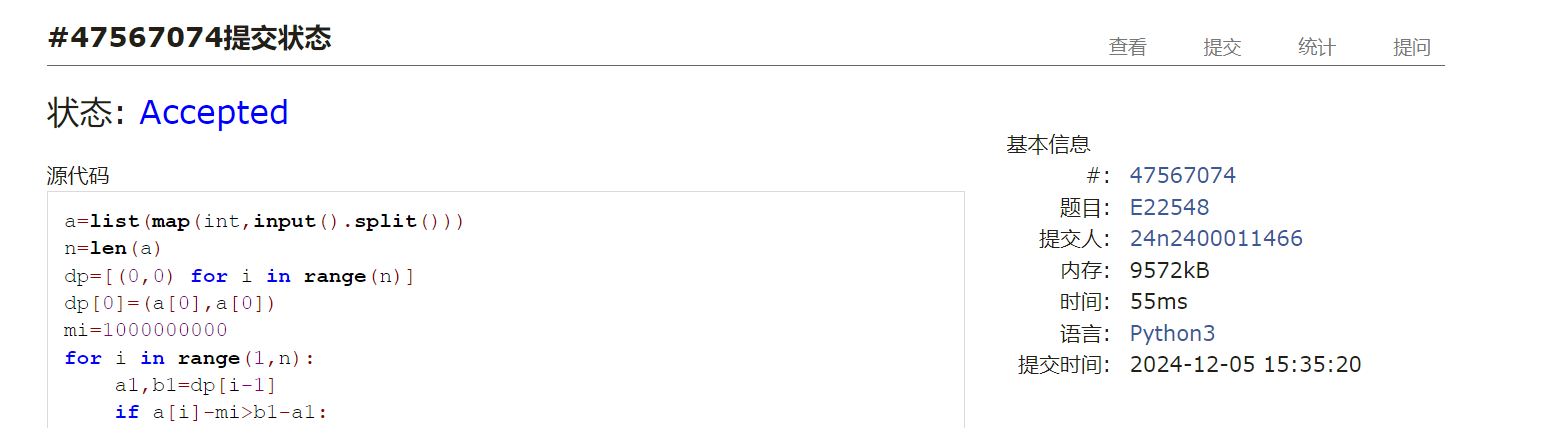 #47567074提交状态
查看 提交 统计 提问
状态: Accepted
源代码
a=list(map(int,input().split()))
n=len(a)
dp=[(0,0) for i in range(n)]
dp[0]=(a[0],a[0])
mi=1000000000
for i in range(1,n):
    a1,b1=dp[i-1]
    if a[i]-mi>b1-a1:
基本信息
#: 47567074
题目: E22548
提交人: 24n2400011466
内存: 9572kB
时间: 55ms
语言: Python3
提交时间: 2024-12-05 15:35:20